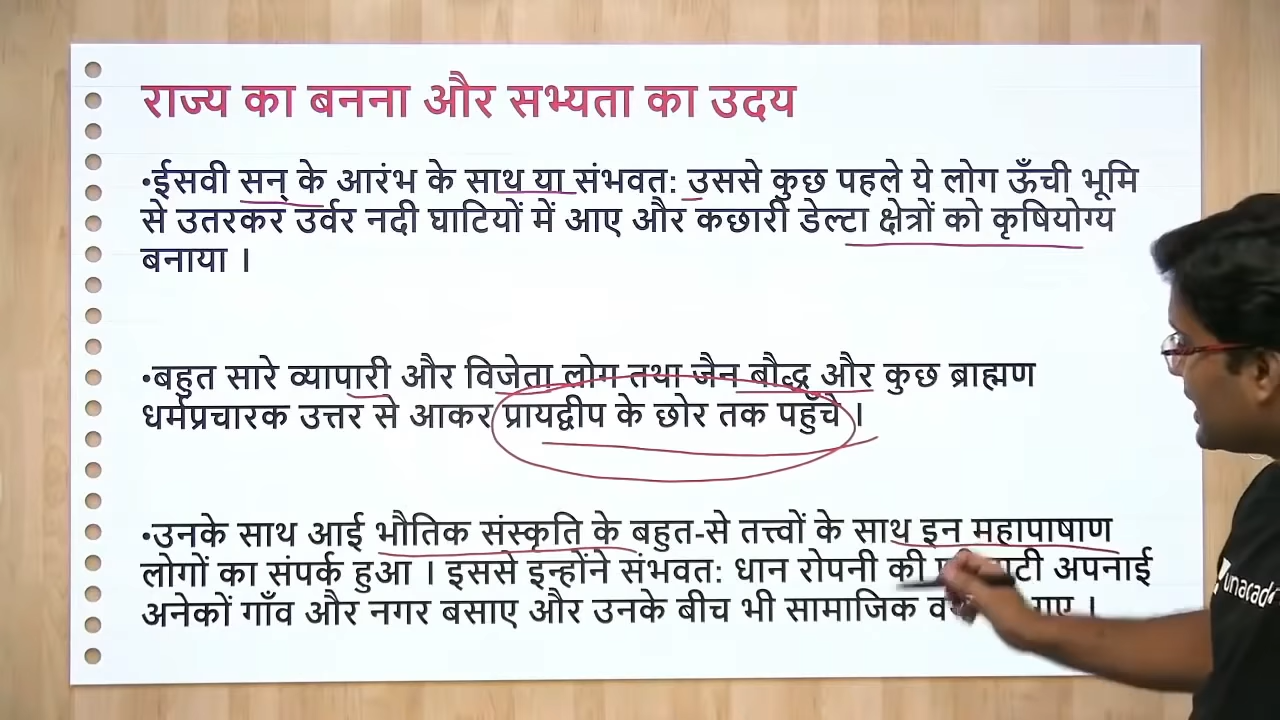 राज्य का बनना और सभ्यता का उदय
•ईसवी सन् के आरंभ के साथ या संभवत: उससे कुछ पहले ये लोग ऊँची भूमि
से उतरकर उर्वर नदी घाटियों में आए और कछारी डेल्टा क्षेत्रों को कृषियोग्य
बनाया ।
•बहुत सारे व्यापारी और विजेता लोग तथा जैन बौद्ध और कुछ ब्राह्मण
धर्मप्रचारक उत्तर से आकर प्रायद्वीप के छोर तक पहुँचे ।
•उनके साथ आई भौतिक संस्कृति के बहुत-से तत्त्वों के साथ इन महापाषाण
लोगों का संपर्क हुआ । इससे इन्होंने संभवत: धान रोपनी की अपनाई
अनेकों गाँव और नगर बसाए और उनके बीच भी सामाजिक गए ।